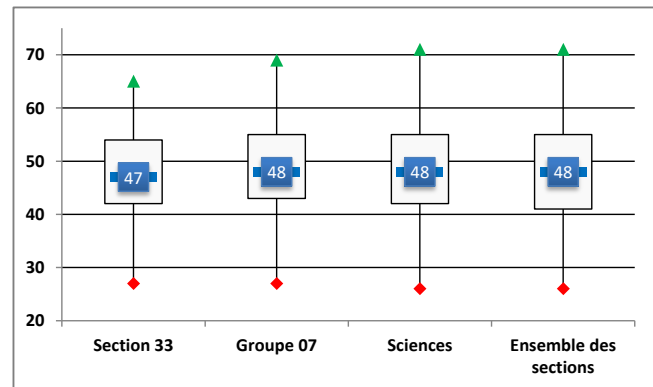 70
60
50
40
30
20
47
48
48
48
Section 33
Groupe 07
Sciences
Ensemble des
sections